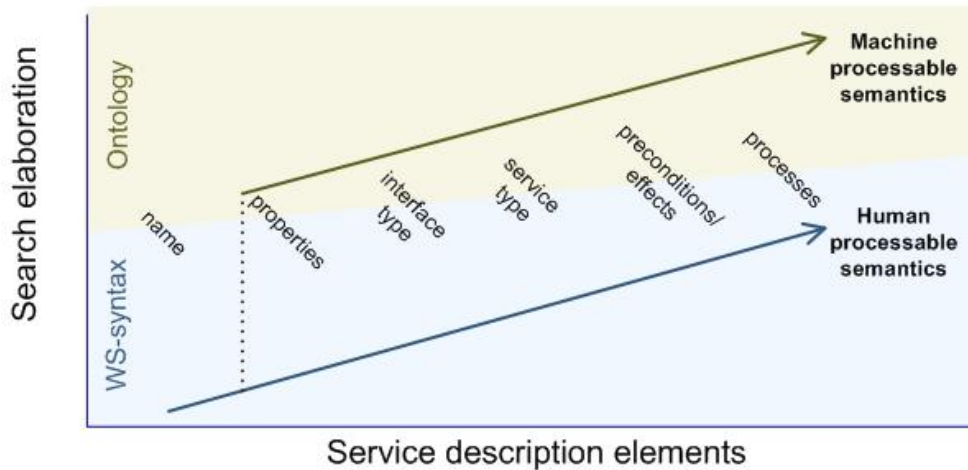 Search elaboration
Ontology
WS-syntax
Machine
processable
semantics
name
properties
interface
type
service
type
preconditions/
effects
processes
Human
processable
semantics
Service description elements